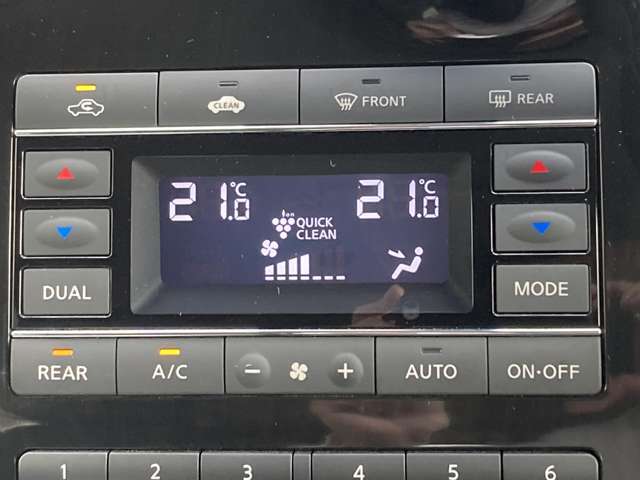 CLEAN
FRONT
REAR
21.0°C
21.0°C
ion
QUICK
CLEAN
DUAL
MODE
REAR
A/C
− +
AUTO
ON·OFF
1 2 3 4 5 6